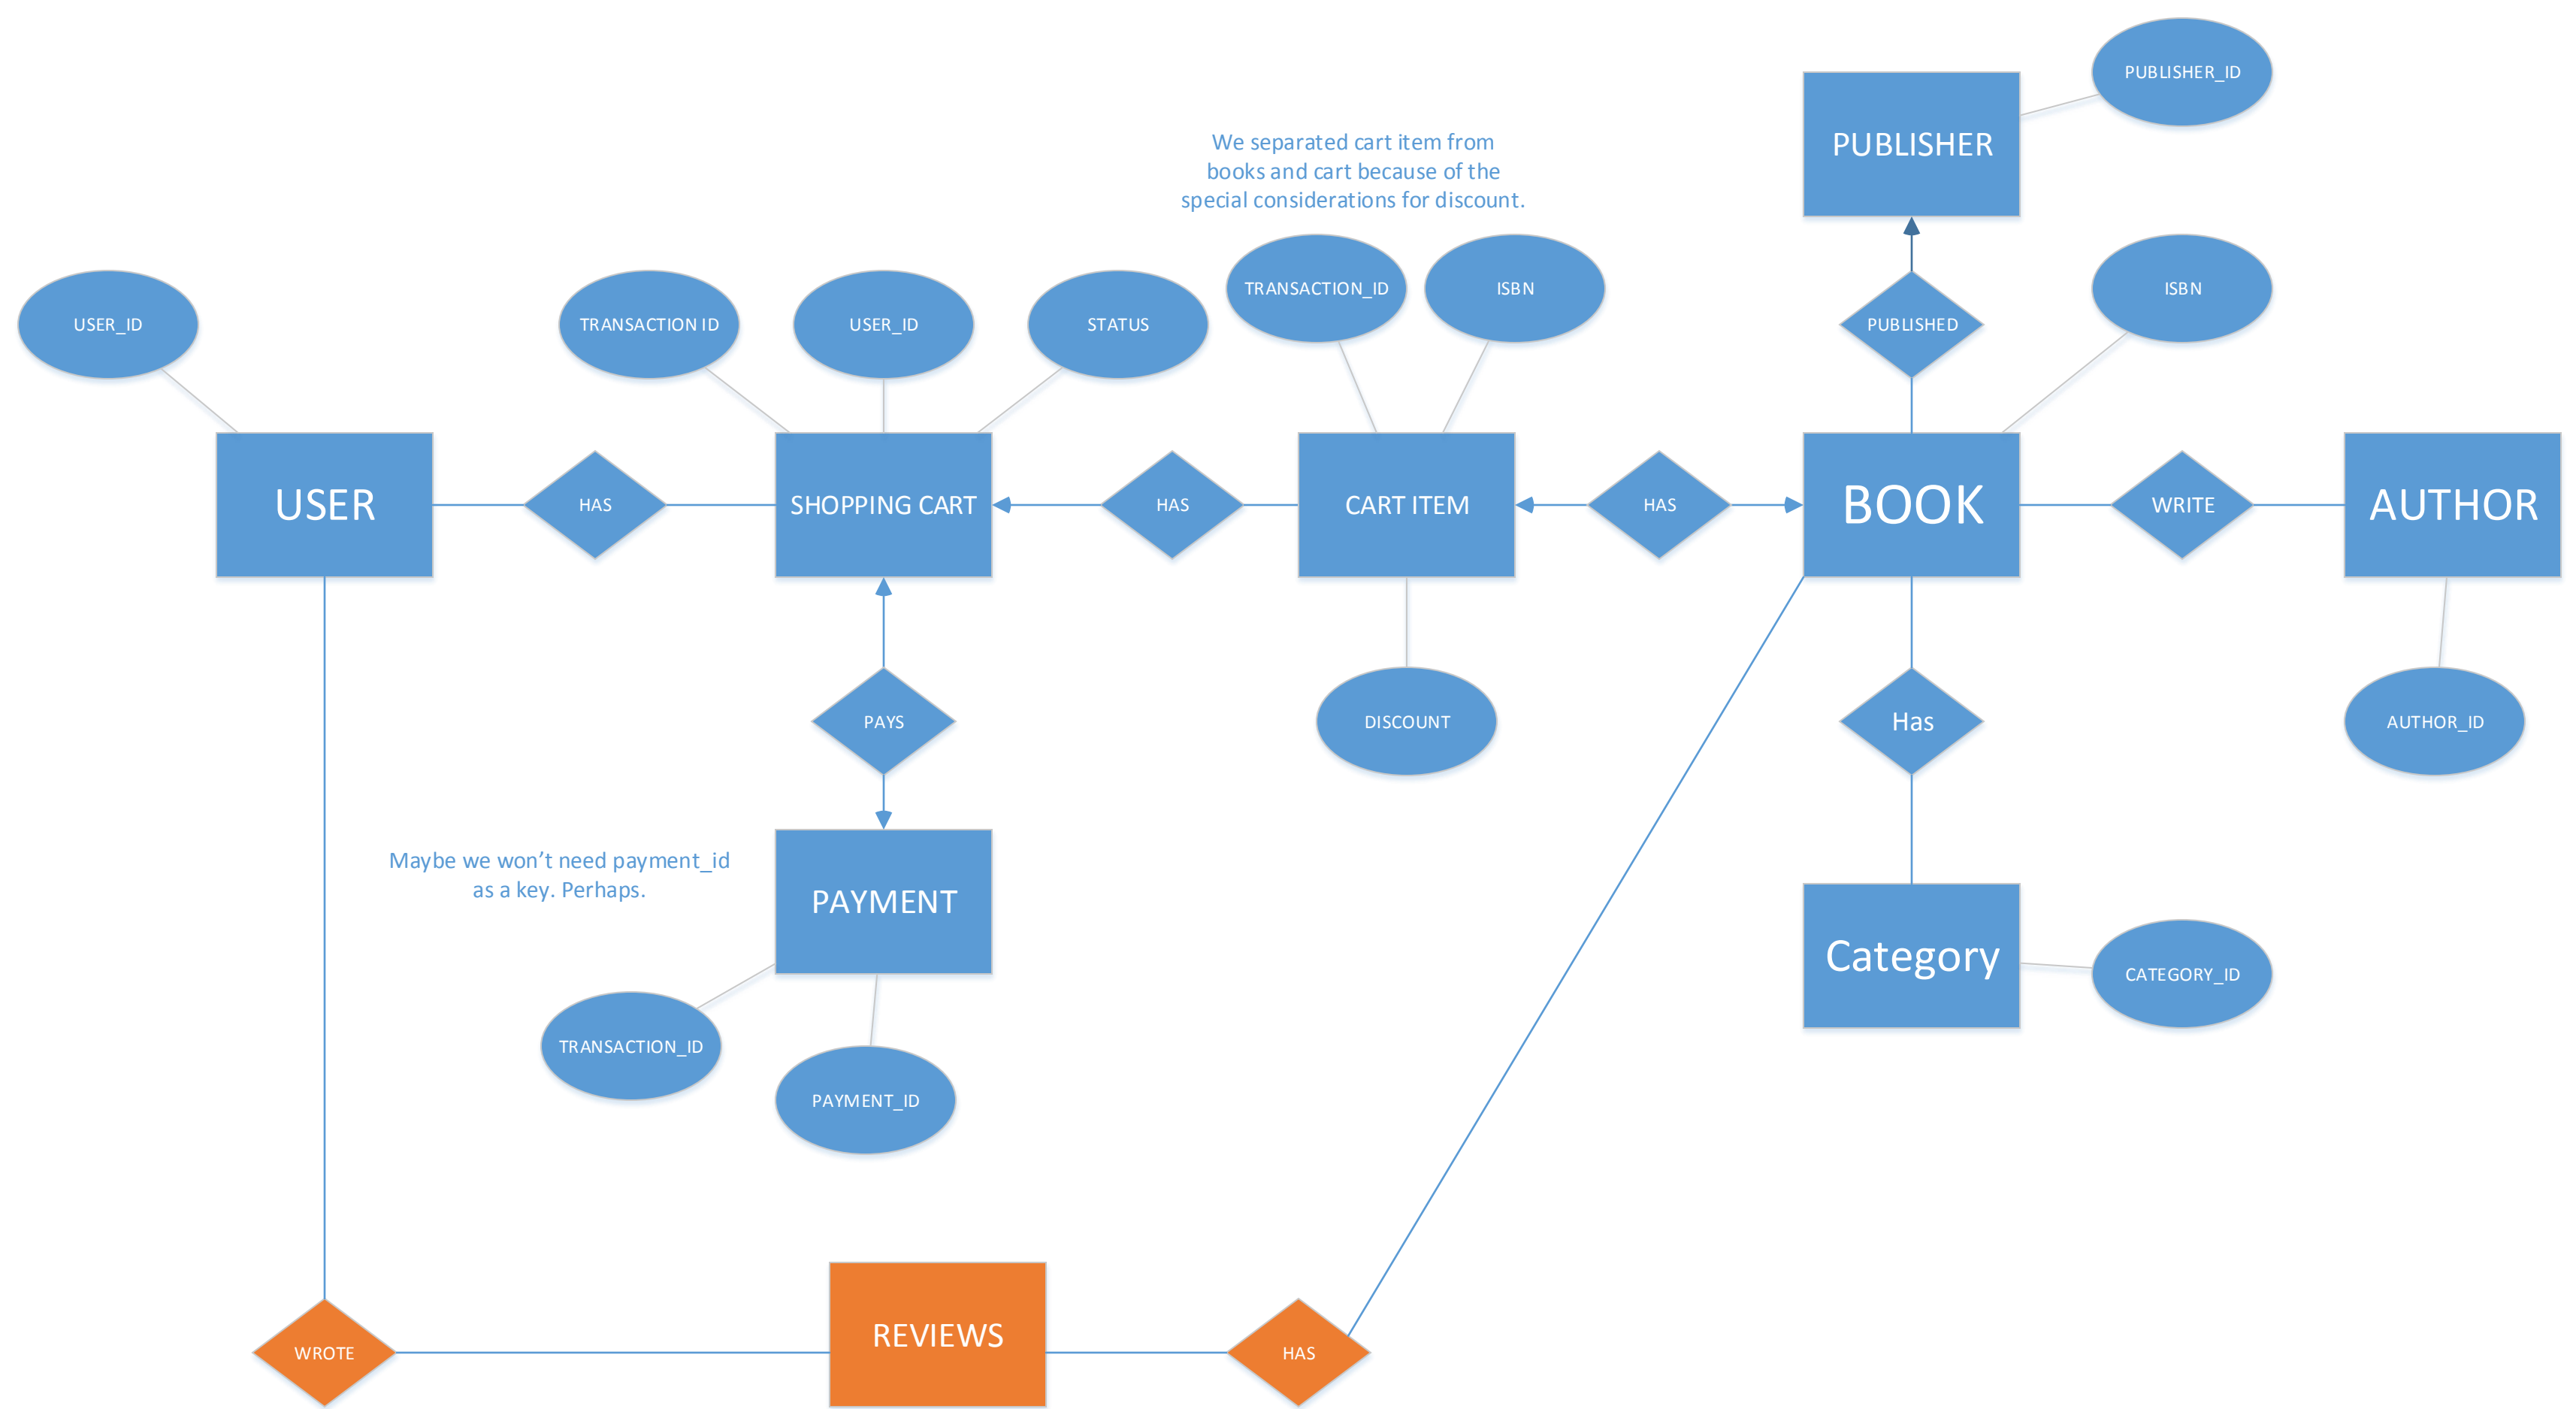 PUBLISHER_ID
PUBLISHER
We separated cart item from
books and cart because of the
special considerations for discount.
TRANSACTION_ID
ISBN
ISBN
USER_ID
TRANSACTION ID
USER_ID
STATUS
PUBLISHED
USER
HAS
SHOPPING CART
HAS
CART ITEM
HAS
BOOK
WRITE
AUTHOR
PAYS
DISCOUNT
Has
AUTHOR_ID
Maybe we won’t need payment_id
as a key. Perhaps.
PAYMENT
Category
CATEGORY_ID
TRANSACTION_ID
PAYMENT_ID
WROTE
REVIEWS
HAS